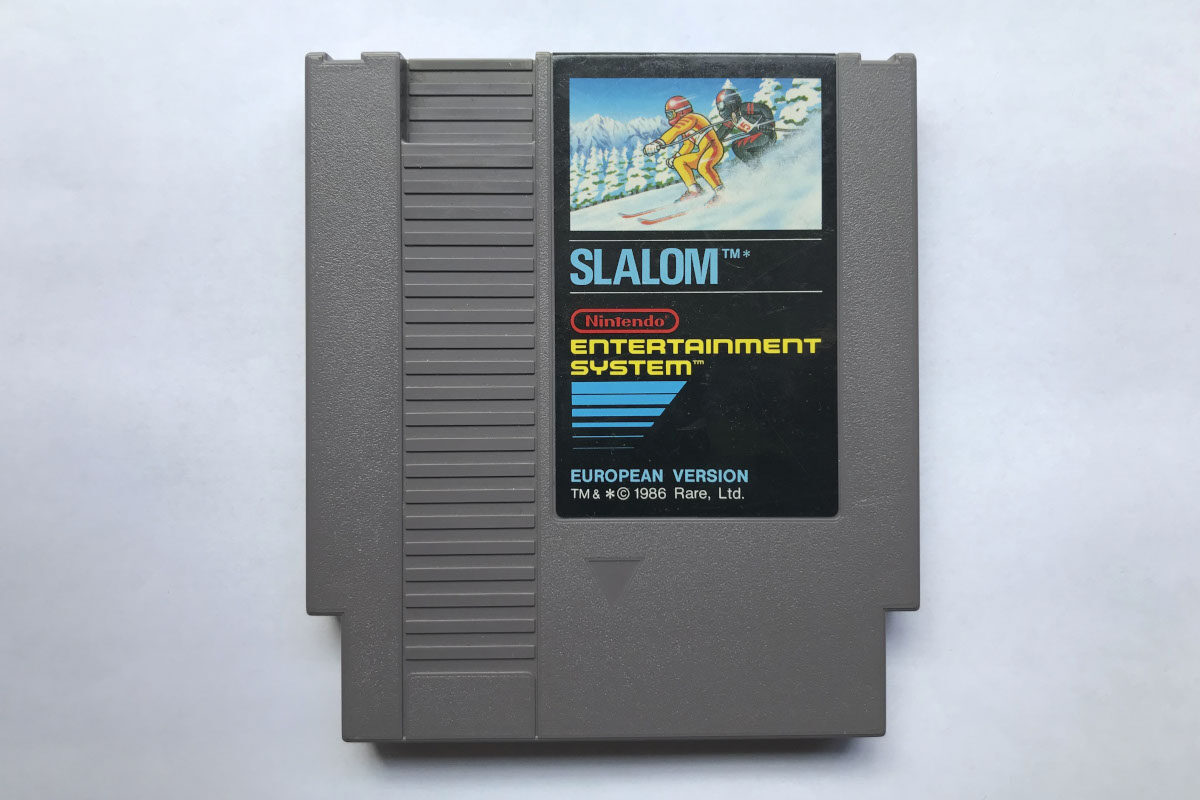 SLALOM™*
Nintendo®
ENTERTAINMENT
SYSTEM™
EUROPEAN VERSION
TM & *© 1986 Rare, Ltd.